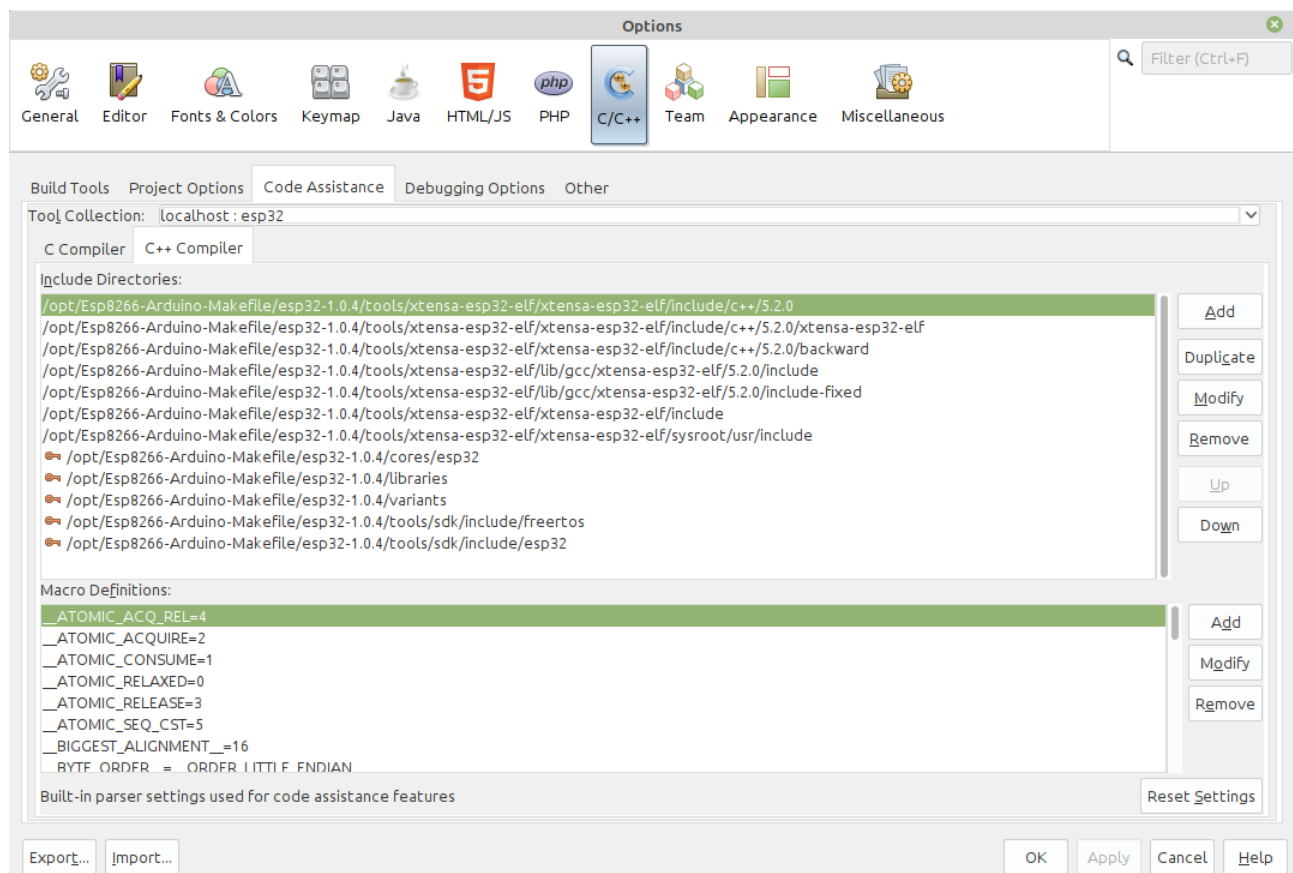 Options
Filter (Ctrl+F)
General Editor Fonts & Colors Keymap Java HTML/JS PHP C/C++ Team Appearance Miscellaneous
php
Build Tools Project Options Code Assistance Debugging Options Other
Tool Collection: localhost : esp32
C Compiler C++ Compiler
Include Directories:
/opt/Esp8266-Arduino-Makefile/esp32-1.0.4/tools/xtensa-esp32-elf/xtensa-esp32-elf/include/c++/5.2.0
/opt/Esp8266-Arduino-Makefile/esp32-1.0.4/tools/xtensa-esp32-elf/xtensa-esp32-elf/include/c++/5.2.0/xtensa-esp32-elf
/opt/Esp8266-Arduino-Makefile/esp32-1.0.4/tools/xtensa-esp32-elf/xtensa-esp32-elf/include/c++/5.2.0/backward
/opt/Esp8266-Arduino-Makefile/esp32-1.0.4/tools/xtensa-esp32-elf/lib/gcc/xtensa-esp32-elf/5.2.0/include
/opt/Esp8266-Arduino-Makefile/esp32-1.0.4/tools/xtensa-esp32-elf/lib/gcc/xtensa-esp32-elf/5.2.0/include-fixed
/opt/Esp8266-Arduino-Makefile/esp32-1.0.4/tools/xtensa-esp32-elf/xtensa-esp32-elf/include
/opt/Esp8266-Arduino-Makefile/esp32-1.0.4/tools/xtensa-esp32-elf/xtensa-esp32-elf/sysroot/usr/include
/opt/Esp8266-Arduino-Makefile/esp32-1.0.4/cores/esp32
/opt/Esp8266-Arduino-Makefile/esp32-1.0.4/libraries
/opt/Esp8266-Arduino-Makefile/esp32-1.0.4/variants
/opt/Esp8266-Arduino-Makefile/esp32-1.0.4/tools/sdk/include/freertos
/opt/Esp8266-Arduino-Makefile/esp32-1.0.4/tools/sdk/include/esp32
Add
Duplicate
Modify
Remove
Up
Down
Macro Definitions:
__ATOMIC_ACQ_REL=4
__ATOMIC_ACQUIRE=2
__ATOMIC_CONSUME=1
__ATOMIC_RELAXED=0
__ATOMIC_RELEASE=3
__ATOMIC_SEQ_CST=5
__BIGGEST_ALIGNMENT__=16
__BYTE_ORDER__=__ORDER_LITTLE_ENDIAN__
Add
Modify
Remove
Built-in parser settings used for code assistance features
Reset Settings
Export... Import... OK Apply Cancel Help